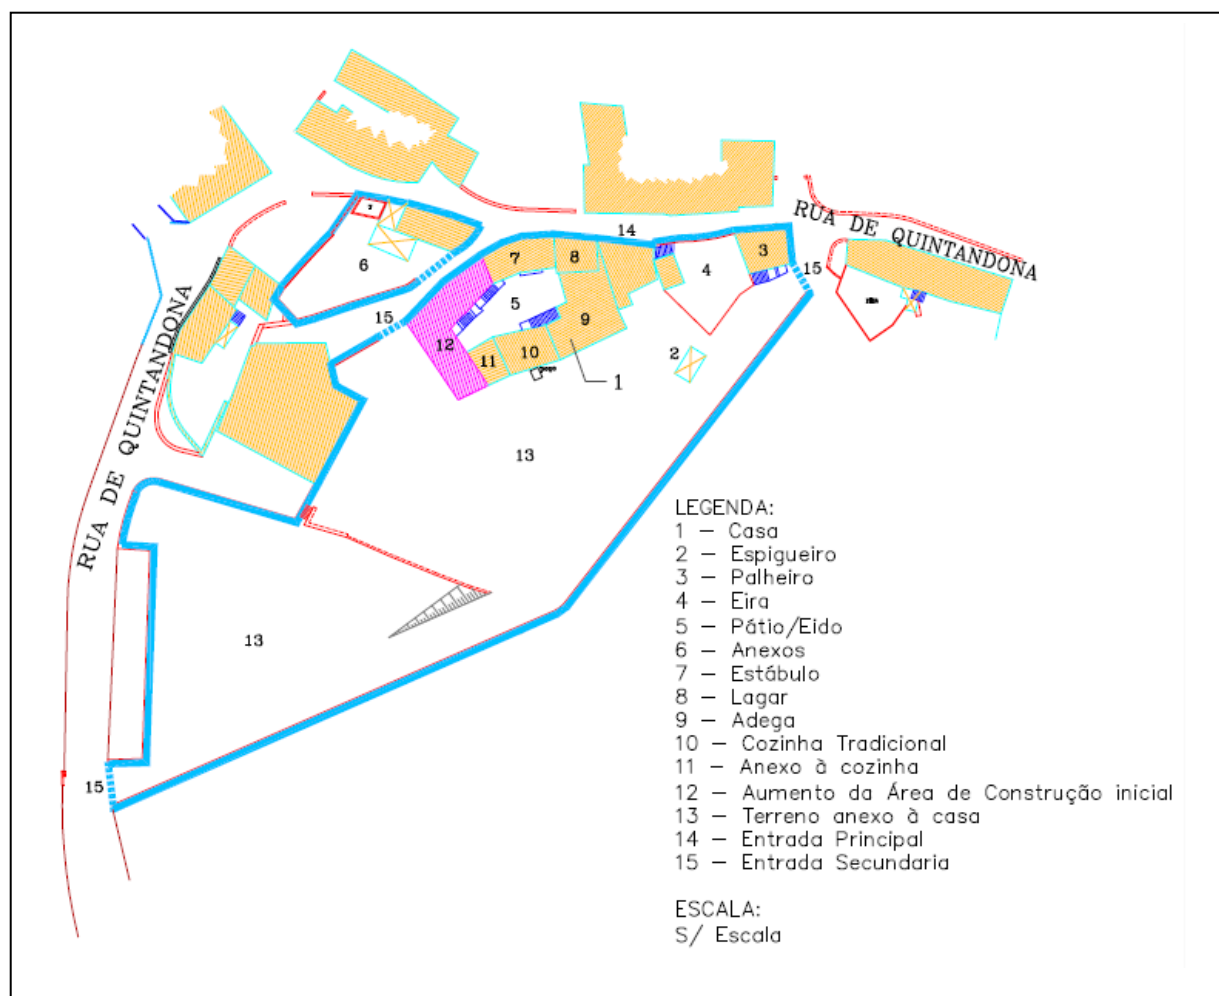 RUA DE QUINTANDONA
14
6
7
8
3
15
4
5
15
9
12
2
10
11
1
RUA DE QUINTANDONA
13
13
15
LEGENDA:
1 – Casa
2 – Espigueiro
3 – Palheiro
4 – Eira
5 – Pátio/Eido
6 – Anexos
7 – Estábulo
8 – Lagar
9 – Adega
10 – Cozinha Tradicional
11 – Anexo à cozinha
12 – Aumento da Área de Construção inicial
13 – Terreno anexo à casa
14 – Entrada Principal
15 – Entrada Secundaria
ESCALA:
S/ Escala